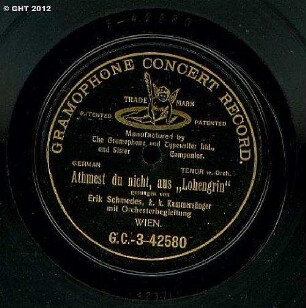 © GHT 2012
GRAMOPHONE CONCERT RECORD.
TRADE MARK
PATENTED PATENTED
Manufactured by
The Gramophone and Typewriter Ltd.,
and Sister Companies.
GERMAN TENOR w. Orch.
Athmest du nicht, aus „Lohengrin“
gesungen von
Erik Schmedes, k. k. Kammersänger
mit Orchesterbegleitung
WIEN.
G.C.-3-42580